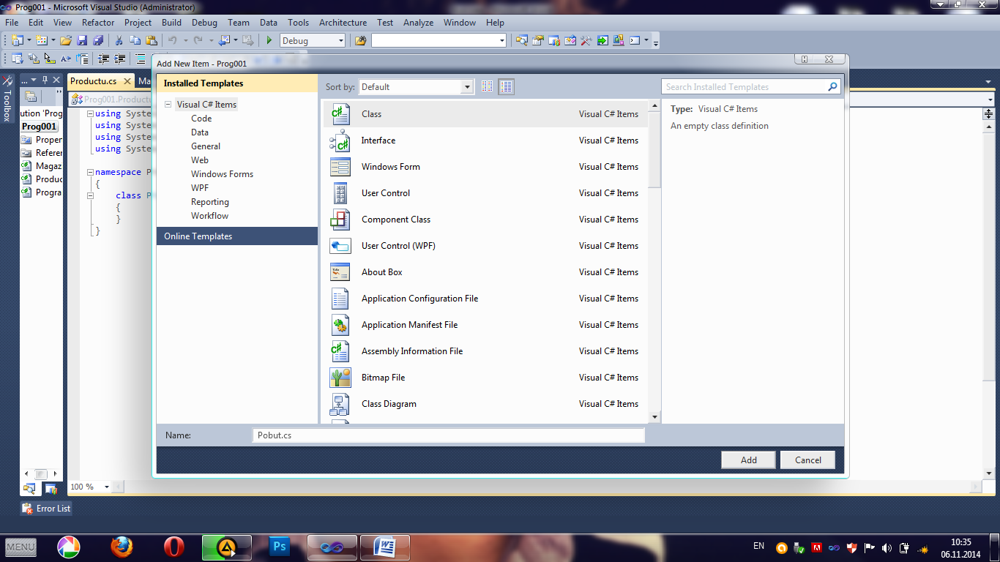 Prog001 - Microsoft Visual Studio (Administrator)
File Edit View Refactor Project Build Debug Team Data Tools Architecture Test Analyze Window Help
Debug
Add New Item - Prog001
Toolbox
...
ution 'Prog
Prog001
Proper
Referer
Magaz
Produc
Progra
Productu.cs
Ma
Prog001.Productu
using System
using System
using System
using System
namespace P
{
class P
{
}
}
100 %
Installed Templates
Visual C# Items
Code
Data
General
Web
Windows Forms
WPF
Reporting
Workflow
Online Templates
Sort by: Default
Search Installed Templates
Class Visual C# Items
Interface Visual C# Items
Windows Form Visual C# Items
User Control Visual C# Items
Component Class Visual C# Items
User Control (WPF) Visual C# Items
About Box Visual C# Items
Application Configuration File Visual C# Items
Application Manifest File Visual C# Items
Assembly Information File Visual C# Items
Bitmap File Visual C# Items
Class Diagram Visual C# Items
Type: Visual C# Items
An empty class definition
Name: Pobut.cs
Add Cancel
Error List
MENU
Ps
EN
10:35
06.11.2014